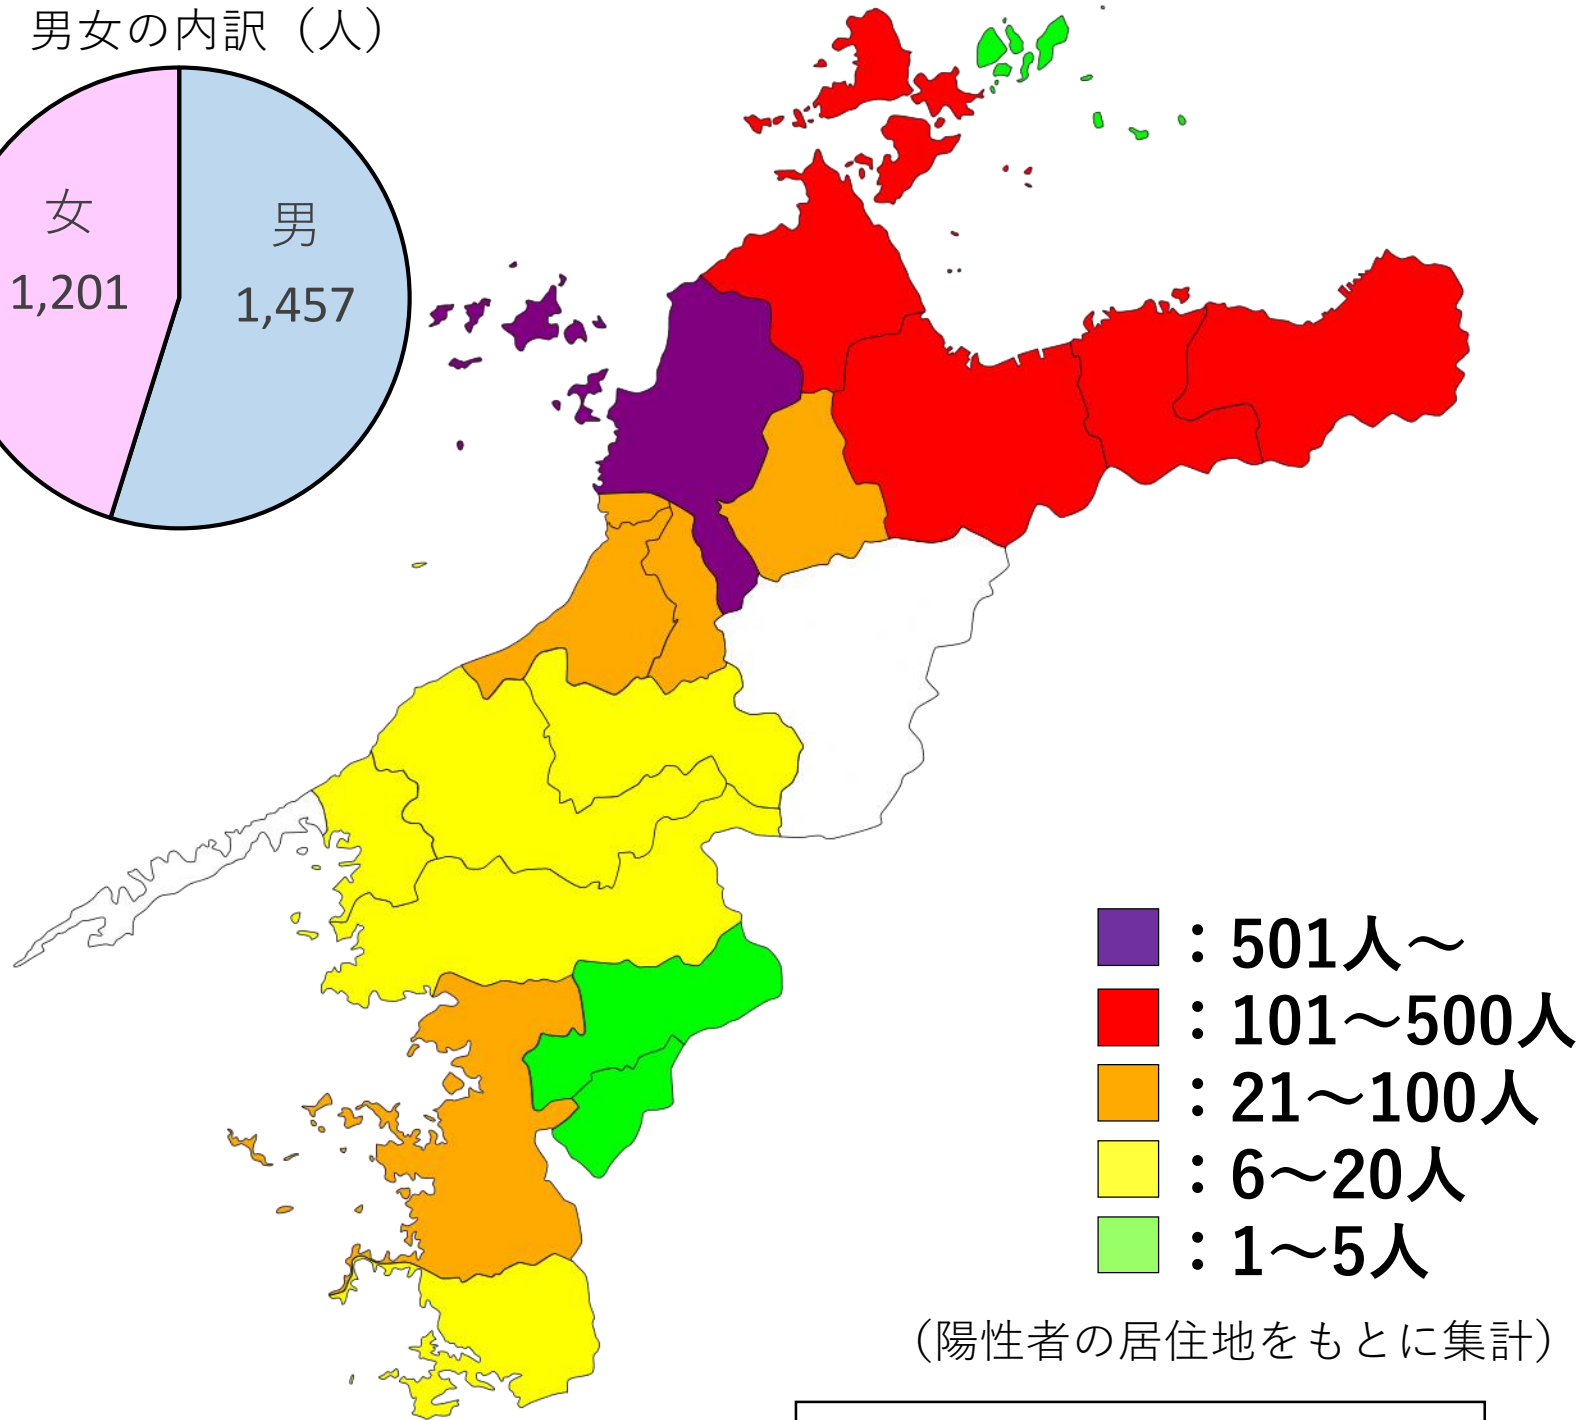 男女の内訳（人）
女
1,201
男
1,457
：501人～
：101～500人
：21～100人
：6～20人
：1～5人
（陽性者の居住地をもとに集計）